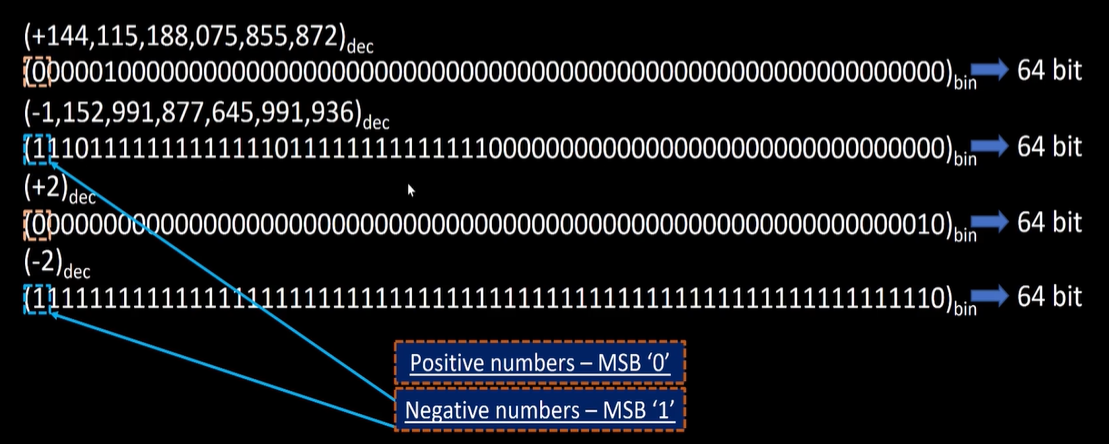 (+144,115,188,075,855,872)dec
(0000010000000000000000000000000000000000000000000000000000000000)bin 64 bit
(-1,152,991,877,645,991,936)dec
(1110111111111111101111111111111100000000000000000000000000000000)bin 64 bit
(+2)dec
(0000000000000000000000000000000000000000000000000000000000000010)bin 64 bit
(-2)dec
(1111111111111111111111111111111111111111111111111111111111111110)bin 64 bit
Positive numbers – MSB ‘0’
Negative numbers – MSB ‘1’